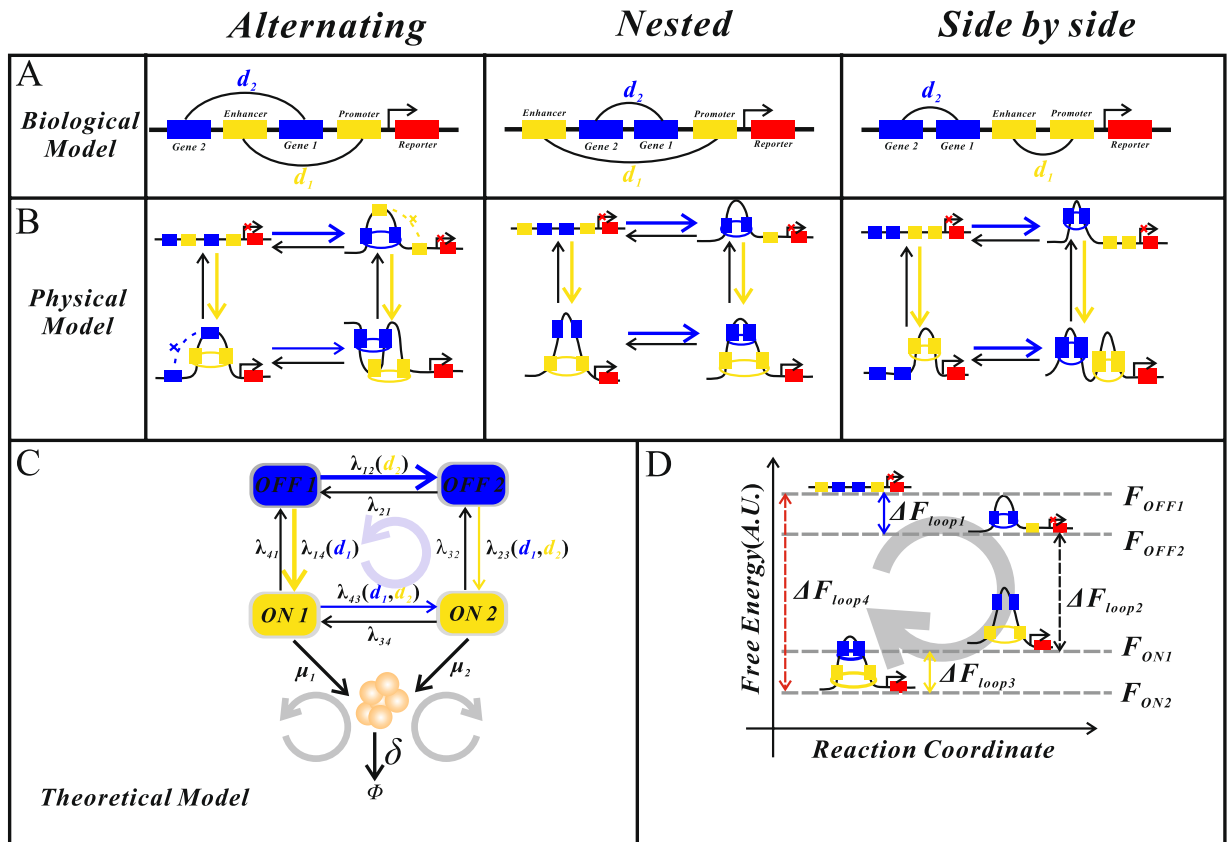 Alternating Nested Side by side
A
Biological
Model
d2
Enhancer
Promoter
Gene 2
Gene 1
Reporter
d1
d2
Enhancer
Promoter
Gene 2
Gene 1
Reporter
d1
d2
Enhancer
Promoter
Gene 2
Gene 1
Reporter
d1
B
Physical
Model
C
λ12(d2)
OFF 1
OFF 2
λ21
λ41
λ14(d1)
λ32
λ23(d1,d2)
λ43(d1,d2)
ON 1
ON 2
λ34
μ1
μ2
δ
Φ
Theoretical Model
D
Free Energy(A.U.)
FOFF1
ΔFloop1
FOFF2
ΔFloop4
ΔFloop2
FON1
ΔFloop3
FON2
Reaction Coordinate